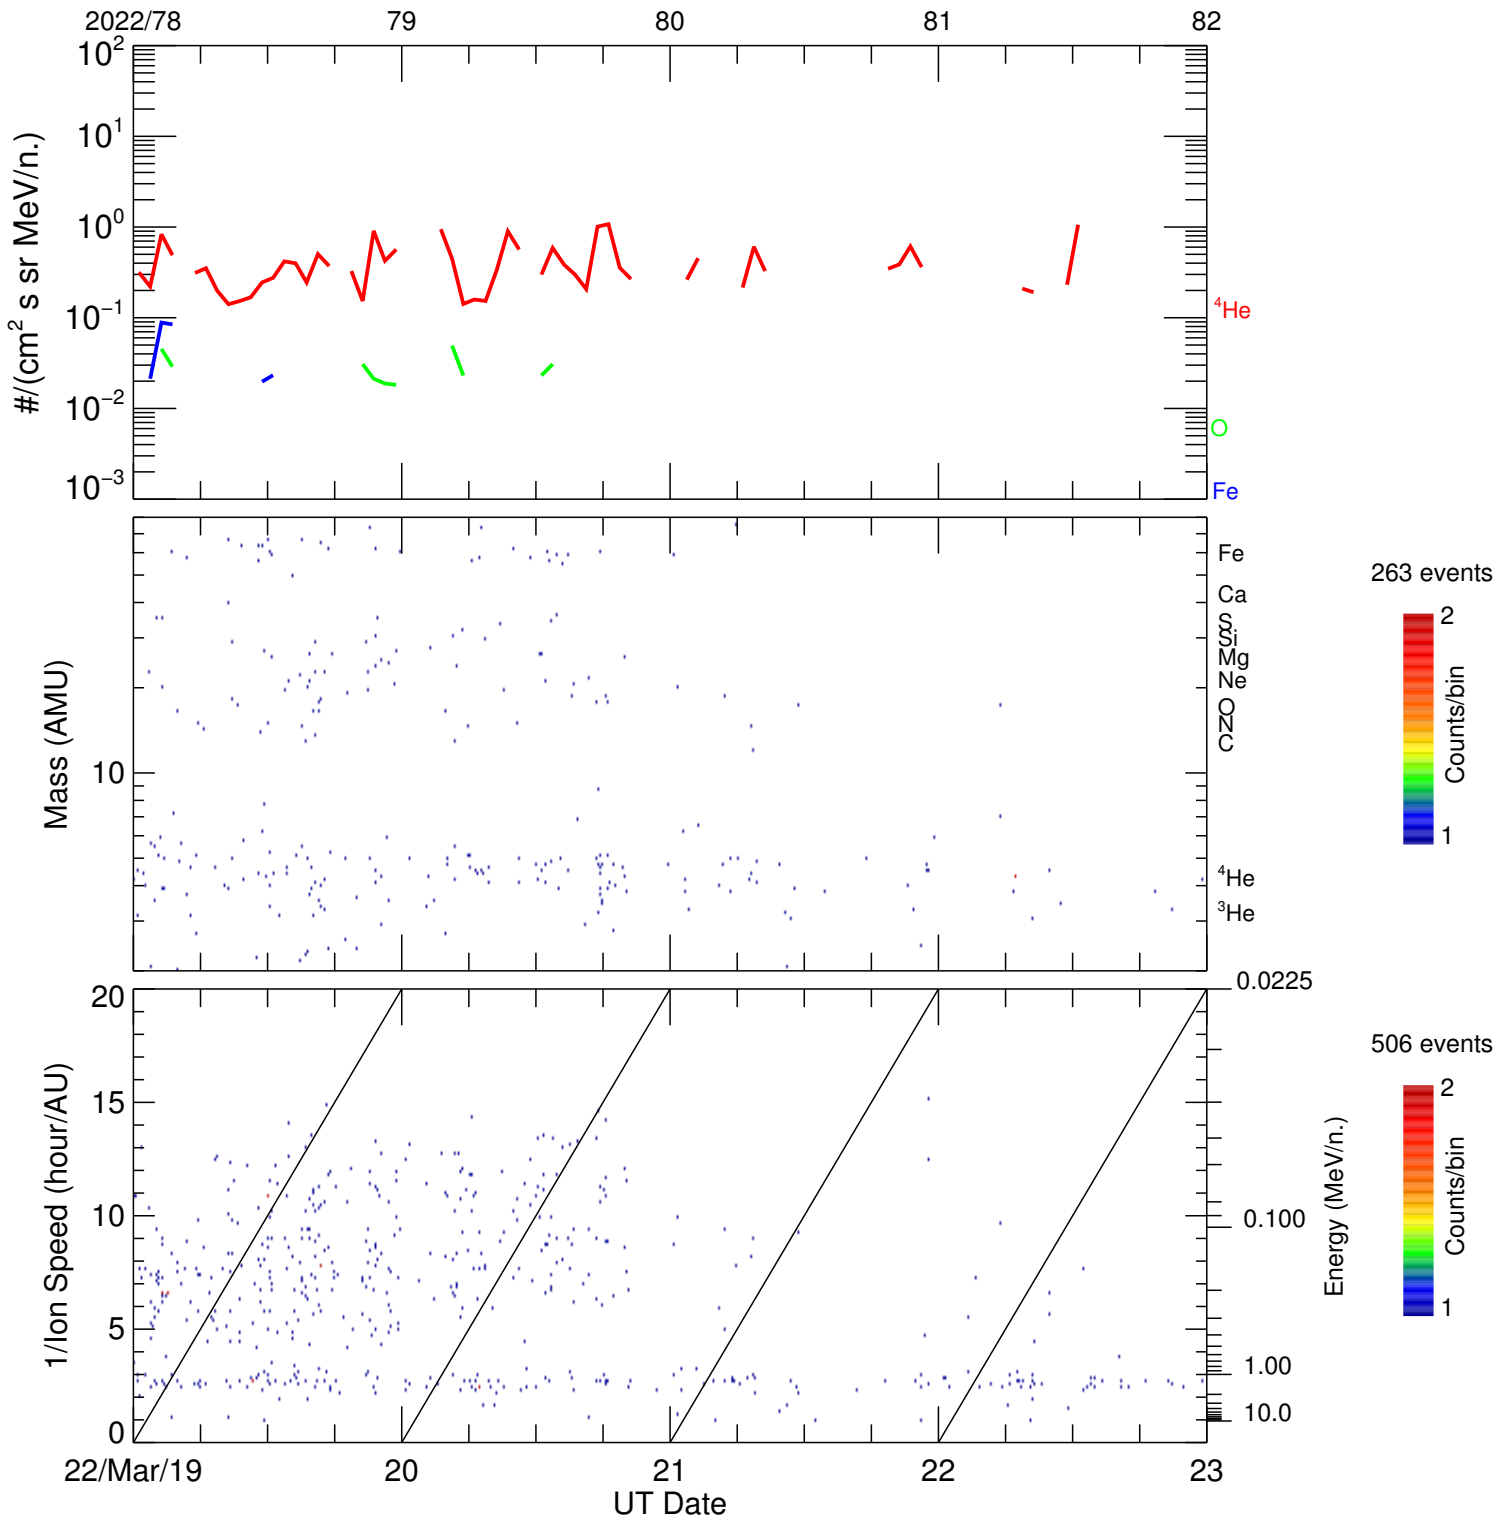 2022/78 79 80 81 82
10² 
10¹
10⁰
10⁻¹
10⁻²
10⁻³
#/(cm² s sr MeV/n.)
⁴He
O
Fe
Mass (AMU)
10
Fe
Ca
S
Si
Mg
Ne
O
N
C
⁴He
³He
263 events
2
Counts/bin
1
1/Ion Speed (hour/AU)
20
15
10
5
0
0.0225
0.100
1.00
10.0
Energy (MeV/n.)
506 events
2
Counts/bin
1
22/Mar/19 20 21 22 23
UT Date